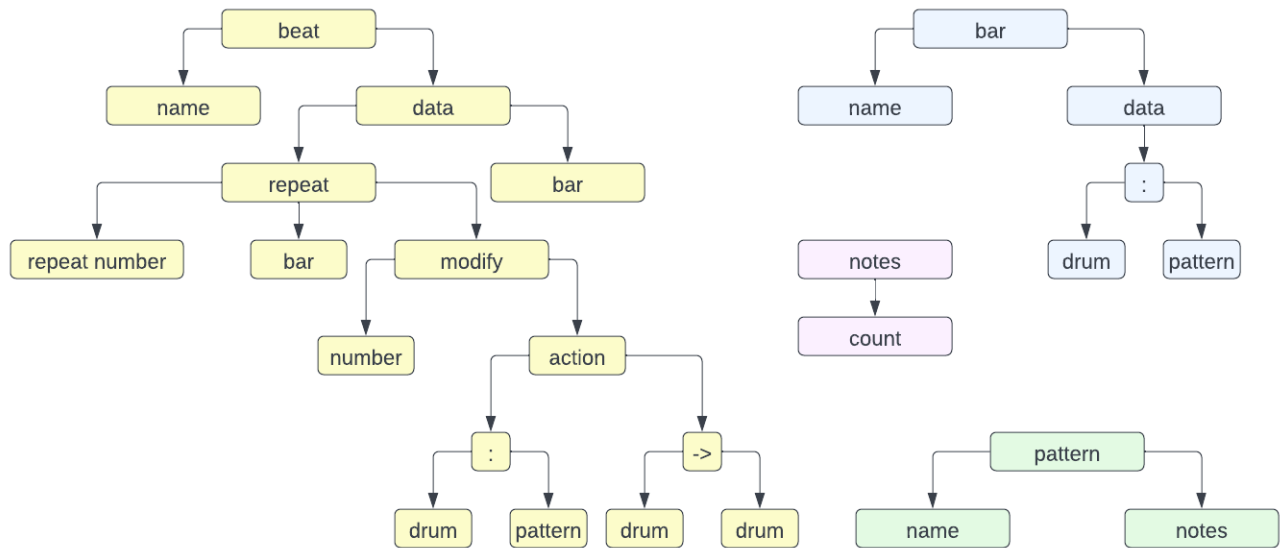 beat
bar
name
data
name
data
repeat
bar
:
repeat number
bar
modify
notes
drum
pattern
number
action
count
:
->
pattern
drum
pattern
drum
drum
name
notes